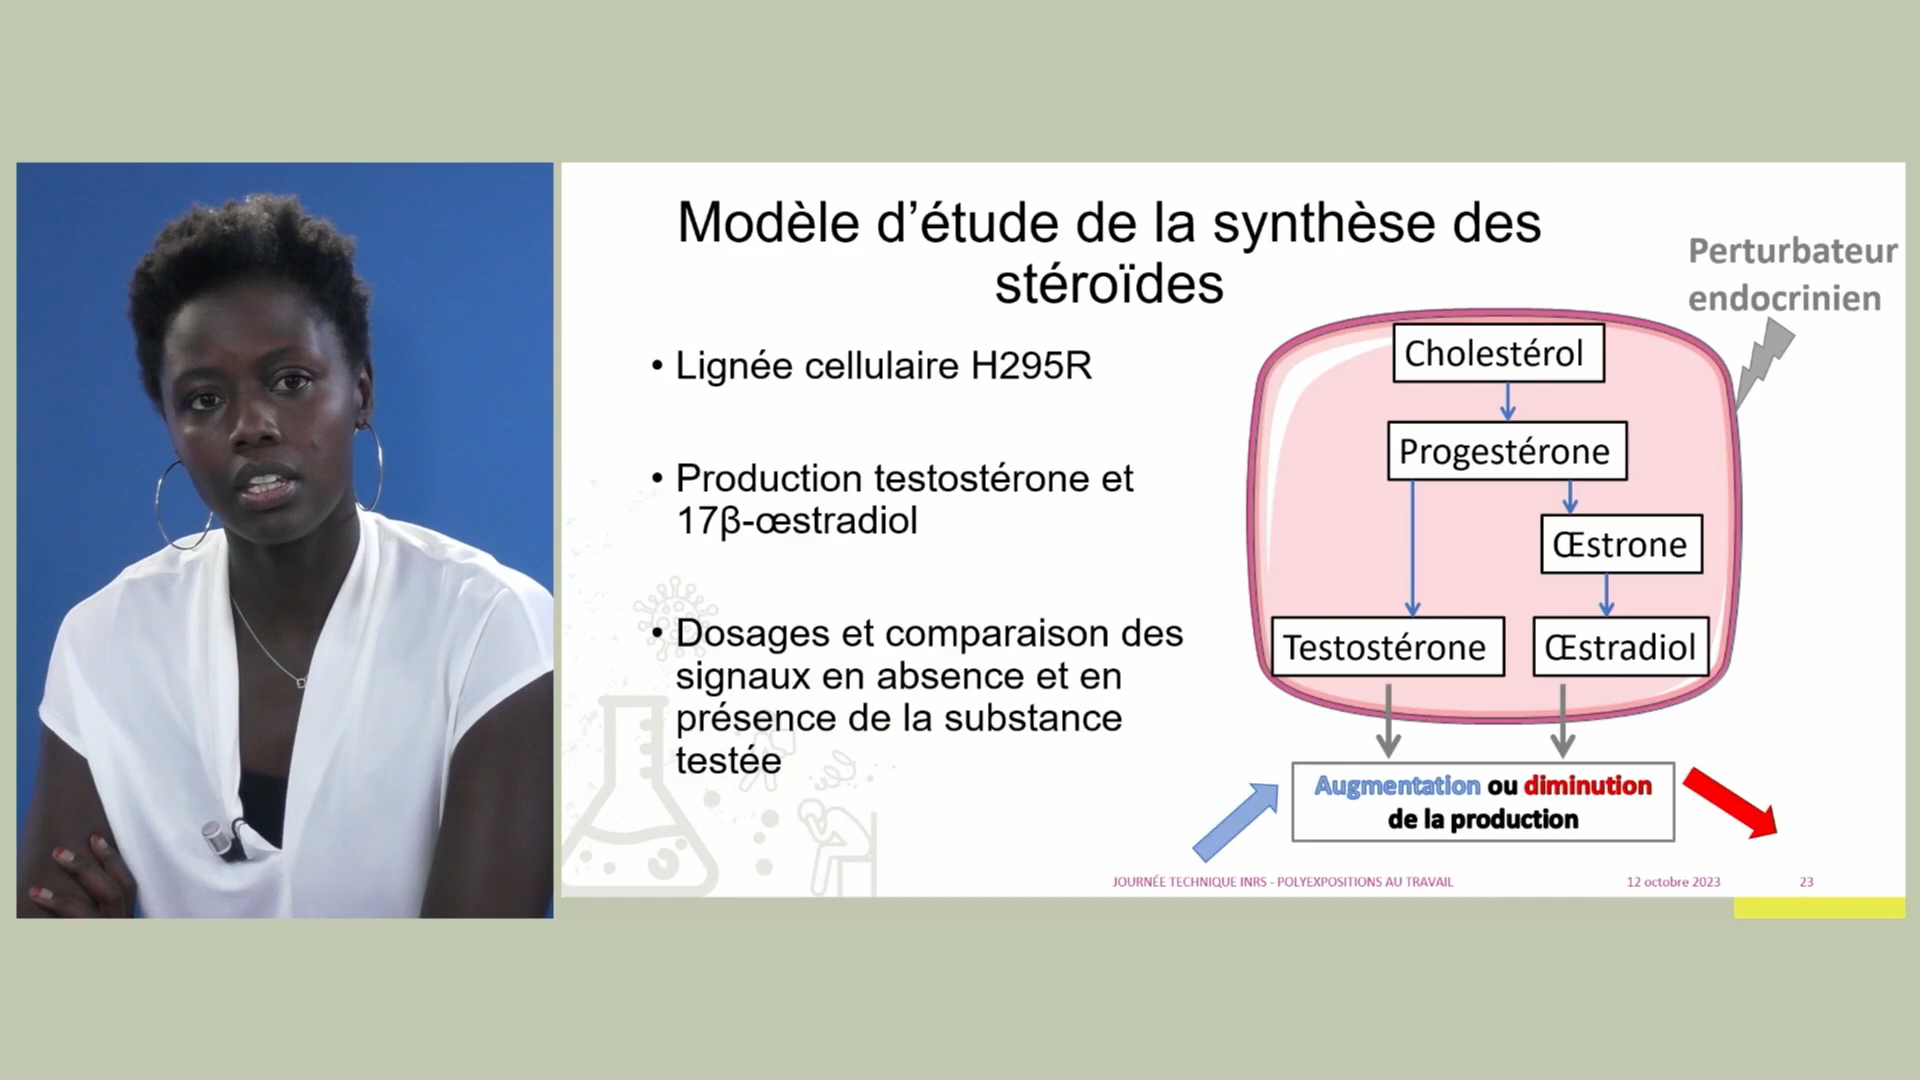 Modèle d’étude de la synthèse des
stéroïdes
• Lignée cellulaire H295R
• Production testostérone et
17β-œstradiol
• Dosages et comparaison des
signaux en absence et en
présence de la substance
testée
Perturbateur
endocrinien
Cholestérol
Progestérone
Œstrone
Testostérone
Œstradiol
Augmentation ou diminution
de la production
JOURNÉE TECHNIQUE INRS - POLYEXPOSITIONS AU TRAVAIL
12 octobre 2023
23